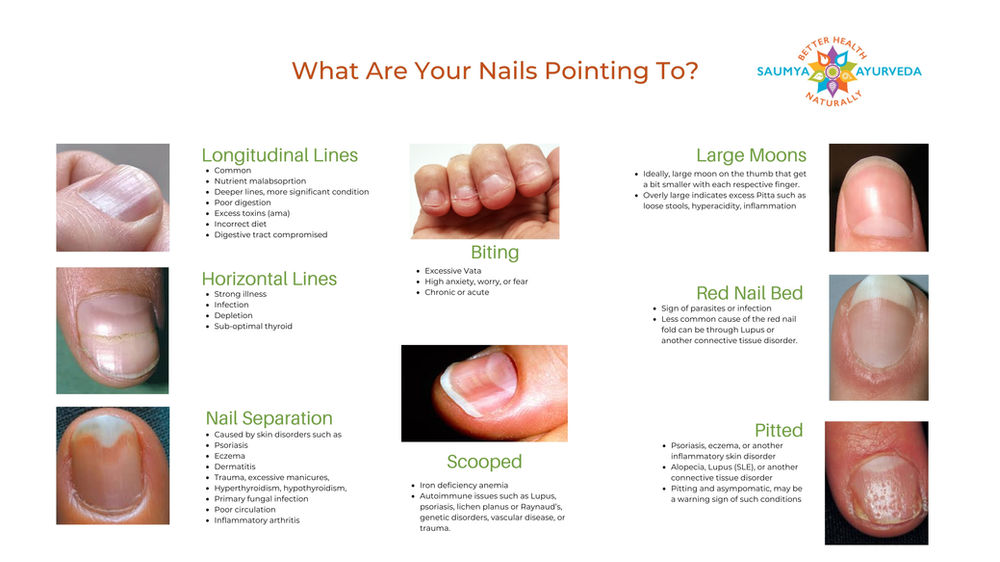 What Are Your Nails Pointing To?
BETTER HEALTH
SAUMYA AYURVEDA
NATURALLY
Longitudinal Lines
Common
Nutrient malabsoprtion
Deeper lines, more significant condition
Poor digestion
Excess toxins (ama)
Incorrect diet
Digestive tract compromised
Horizontal Lines
Strong illness
Infection
Depletion
Sub-optimal thyroid
Nail Separation
Caused by skin disorders such as
Psoriasis
Eczema
Dermatitis
Trauma, excessive manicures,
Hyperthyroidism, hypothyroidism,
Primary fungal infection
Poor circulation
Inflammatory arthritis
Biting
Excessive Vata
High anxiety, worry, or fear
Chronic or acute
Scooped
Iron deficiency anemia
Autoimmune issues such as Lupus,
psoriasis, lichen planus or Raynaud's,
genetic disorders, vascular disease, or
trauma.
Large Moons
Ideally, large moon on the thumb that get
a bit smaller with each respective finger.
Overly large indicates excess Pitta such as
loose stools, hyperacidity, inflammation
Red Nail Bed
Sign of parasites or infection
Less common cause of the red nail
fold can be through Lupus or
another connective tissue disorder.
Pitted
Psoriasis, eczema, or another
inflammatory skin disorder
Alopecia, Lupus (SLE), or another
connective tissue disorder
Pitting and asympomatic, may be
a warning sign of such conditions